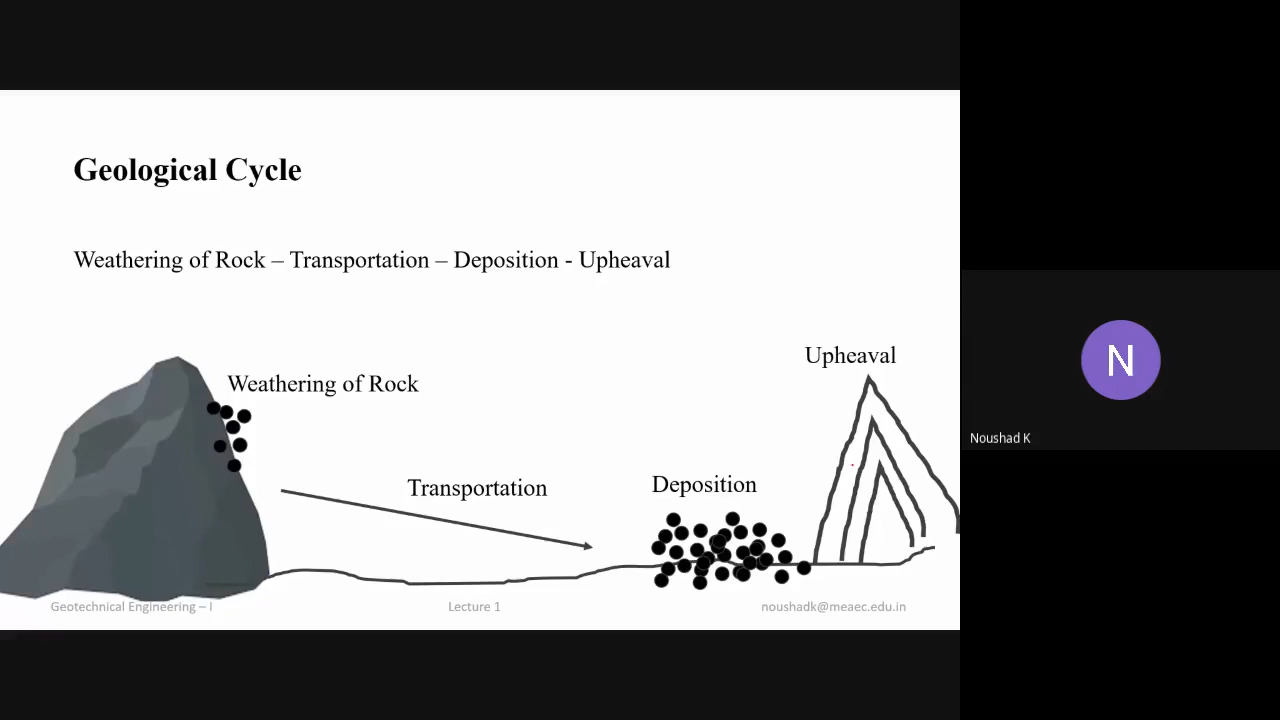 Geological Cycle
Weathering of Rock – Transportation – Deposition - Upheaval
Upheaval
Weathering of Rock
Transportation
Deposition
Geotechnical Engineering – I
Lecture 1
noushadk@meaec.edu.in
N
Noushad K